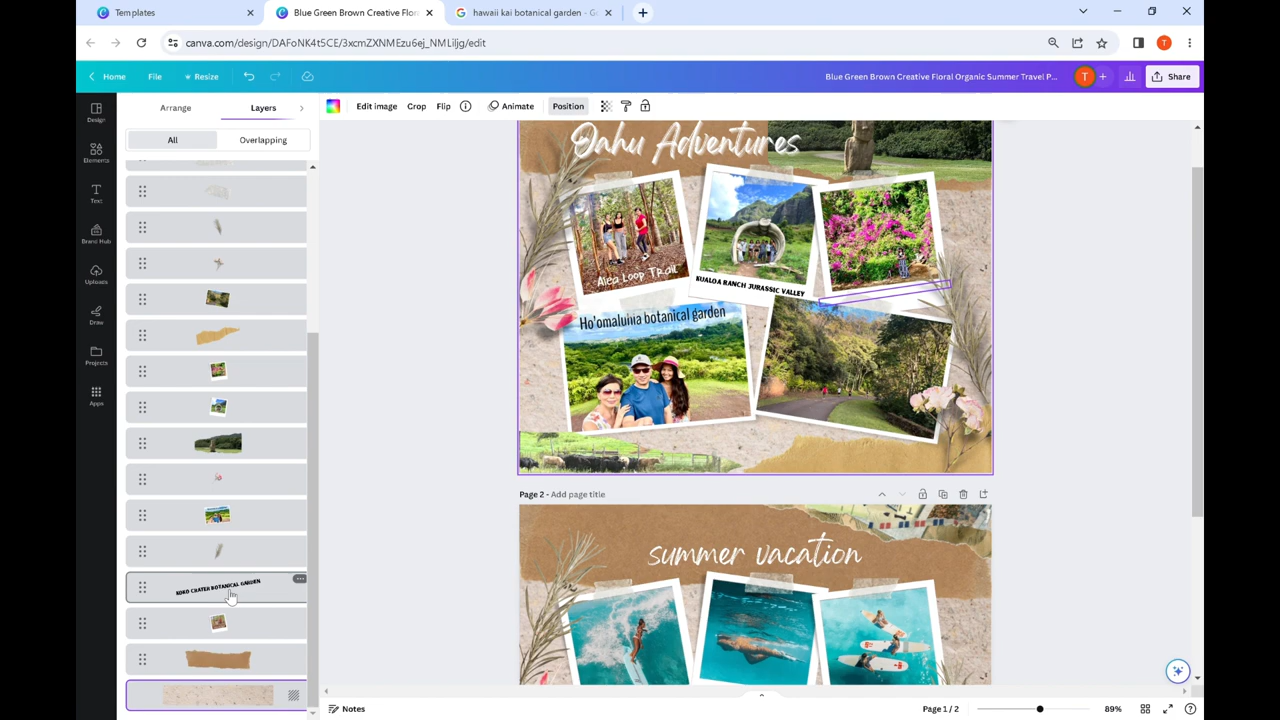 Templates
Blue Green Brown Creative Flor
hawaii kai botanical garden - Go
canva.com/design/DAFoNK4t5CE/3xcmZXNMEzu6ej_NMLiljg/edit
T
Home
File
Resize
Blue Green Brown Creative Floral Organic Summer Travel P...
T
Share
Design
Elements
Text
Brand Hub
Uploads
Draw
Projects
Apps
Arrange
Layers
All
Overlapping
KOKO CRATER BOTANICAL GARDEN
Edit image
Crop
Flip
Animate
Position
Oahu Adventures
Aiea Loop Trail
KUALOA RANCH JURASSIC VALLEY
Ho'omaluhia botanical garden
Page 2 - Add page title
summer vacation
Notes
Page 1 / 2
89%